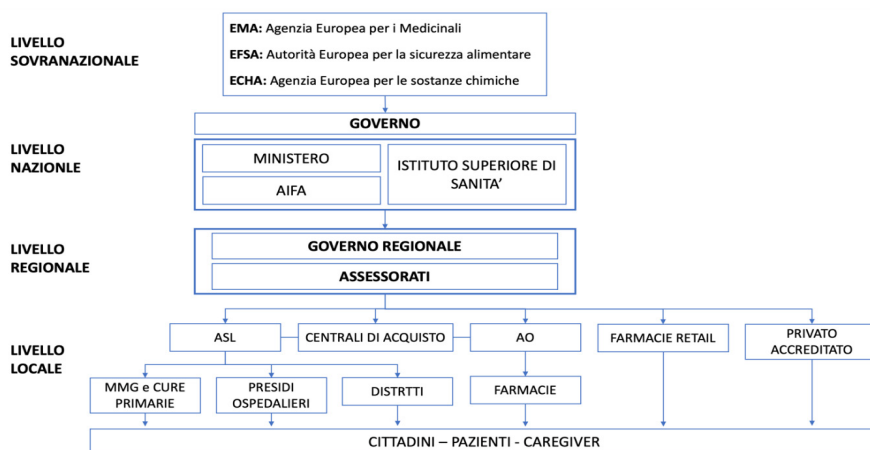 LIVELLO
SOVRANAZIONALE
EMA: Agenzia Europea per i Medicinali
EFSA: Autorità Europea per la sicurezza alimentare
ECHA: Agenzia Europea per le sostanze chimiche
GOVERNO
LIVELLO
NAZIONLE
MINISTERO
AIFA
ISTITUTO SUPERIORE DI
SANITA’
LIVELLO
REGIONALE
GOVERNO REGIONALE
ASSESSORATI
LIVELLO
LOCALE
ASL
CENTRALI DI ACQUISTO
AO
FARMACIE RETAIL
PRIVATO
ACCREDITATO
MMG e CURE
PRIMARIE
PRESIDI
OSPEDALIERI
DISTRTTI
FARMACIE
CITTADINI – PAZIENTI - CAREGIVER